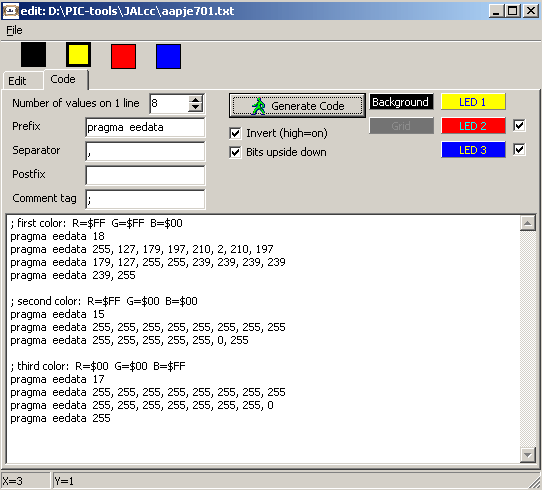 edit: D:\PIC-tools\JALcc\aapje701.txt
File
Edit
Code
Number of values on 1 line
8
Prefix
pragma eedata
Separator
,
Postfix
Comment tag
;
Generate Code
Invert (high=on)
Bits upside down
Background
LED 1
Grid
LED 2
LED 3
; first color: R=$FF G=$FF B=$00
pragma eedata 18
pragma eedata 255, 127, 179, 197, 210, 2, 210, 197
pragma eedata 179, 127, 255, 255, 239, 239, 239, 239
pragma eedata 239, 255
; second color: R=$FF G=$00 B=$00
pragma eedata 15
pragma eedata 255, 255, 255, 255, 255, 255, 255, 255
pragma eedata 255, 255, 255, 255, 255, 0, 255
; third color: R=$00 G=$00 B=$FF
pragma eedata 17
pragma eedata 255, 255, 255, 255, 255, 255, 255, 255
pragma eedata 255, 255, 255, 255, 255, 255, 255, 0
pragma eedata 255
X=3
Y=1